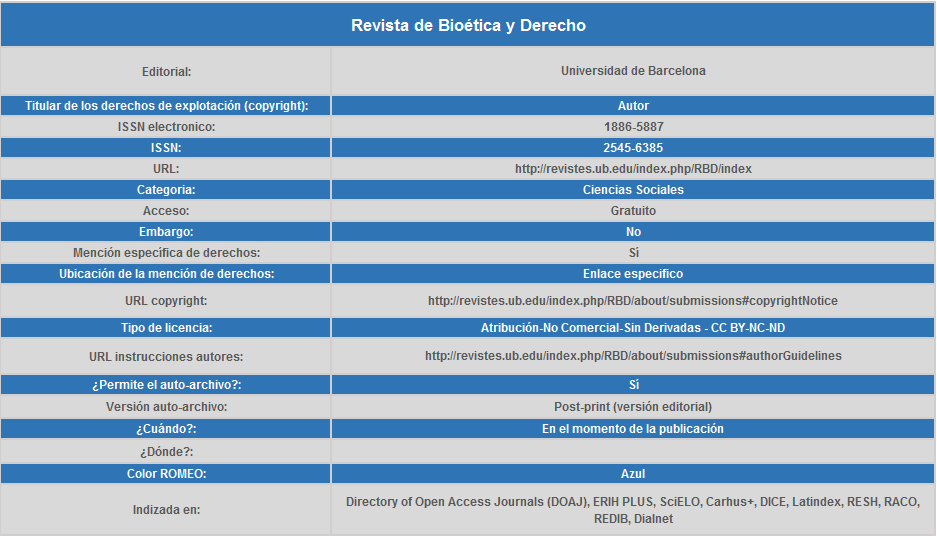 Revista de Bioética y Derecho
Editorial: Universidad de Barcelona
Titular de los derechos de explotación (copyright): Autor
ISSN electronico: 1886-5887
ISSN: 2545-6385
URL: http://revistes.ub.edu/index.php/RBD/index
Categoria: Ciencias Sociales
Acceso: Gratuito
Embargo: No
Mención específica de derechos: Sí
Ubicación de la mención de derechos: Enlace especifico
URL copyright: http://revistes.ub.edu/index.php/RBD/about/submissions#copyrightNotice
Tipo de licencia: Atribución-No Comercial-Sin Derivadas - CC BY-NC-ND
URL instrucciones autores: http://revistes.ub.edu/index.php/RBD/about/submissions#authorGuidelines
¿Permite el auto-archivo?: Sí
Versión auto-archivo: Post-print (versión editorial)
¿Cuándo?: En el momento de la publicación
¿Dónde?:
Color ROMEO: Azul
Indizada en: Directory of Open Access Journals (DOAJ), ERIH PLUS, SciELO, Carhus+, DICE, Latindex, RESH, RACO,
REDIB, Dialnet